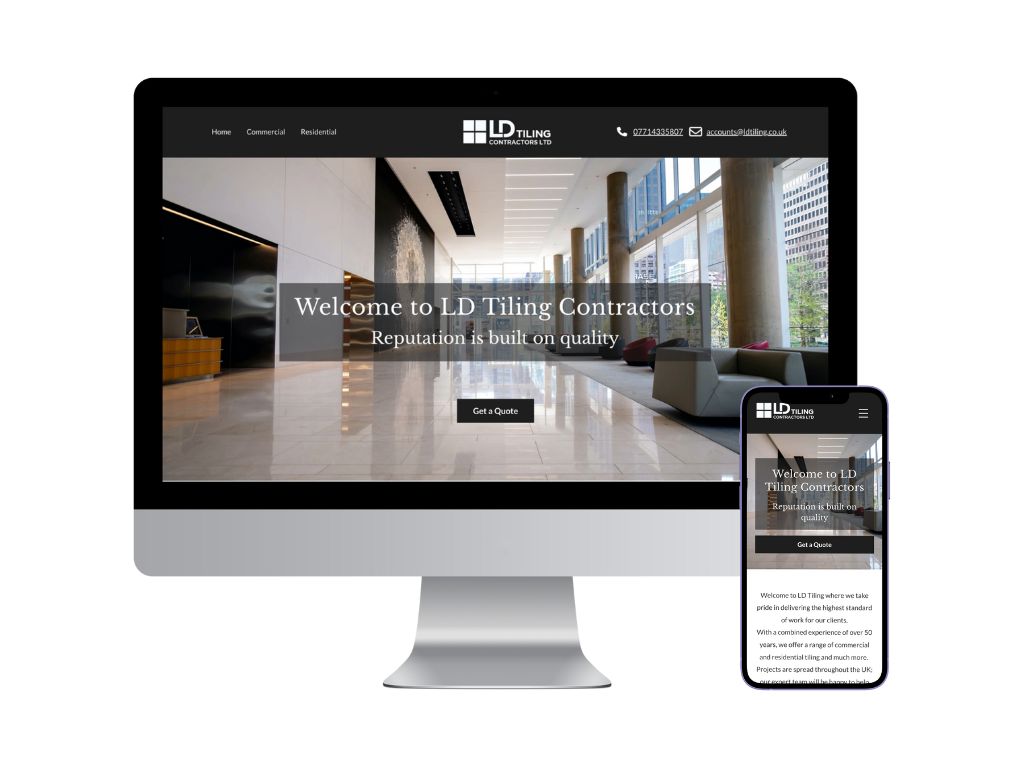 Home Commercial Residential
LD TILING
CONTRACTORS LTD
07714335807 accounts@ldtiling.co.uk
Welcome to LD Tiling Contractors
Reputation is built on quality
Get a Quote
LD TILING
CONTRACTORS LTD
Welcome to LD
Tiling Contractors
Reputation is built on
quality
Get a Quote
Welcome to LD Tiling where we take
pride in delivering the highest standard
of work for our clients.
With a combined experience of over 50
years, we offer a range of commercial
and residential tiling and much more.
Projects are spread throughout the UK;
our expert team will be happy to help